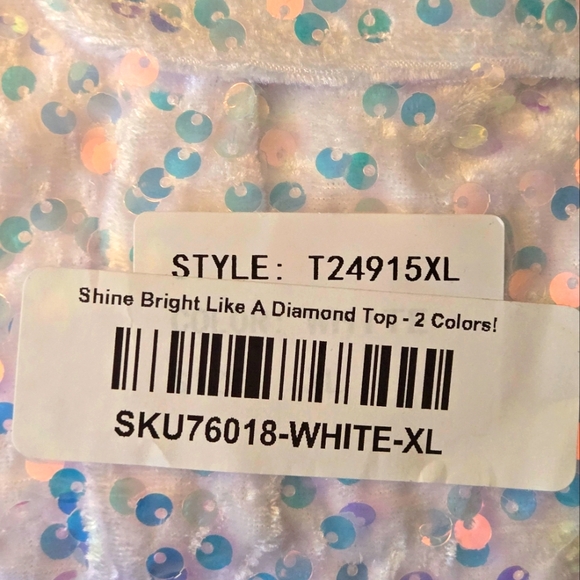 STYLE: T24915XL
Shine Bright Like A Diamond Top - 2 Colors!
SKU76018-WHITE-XL